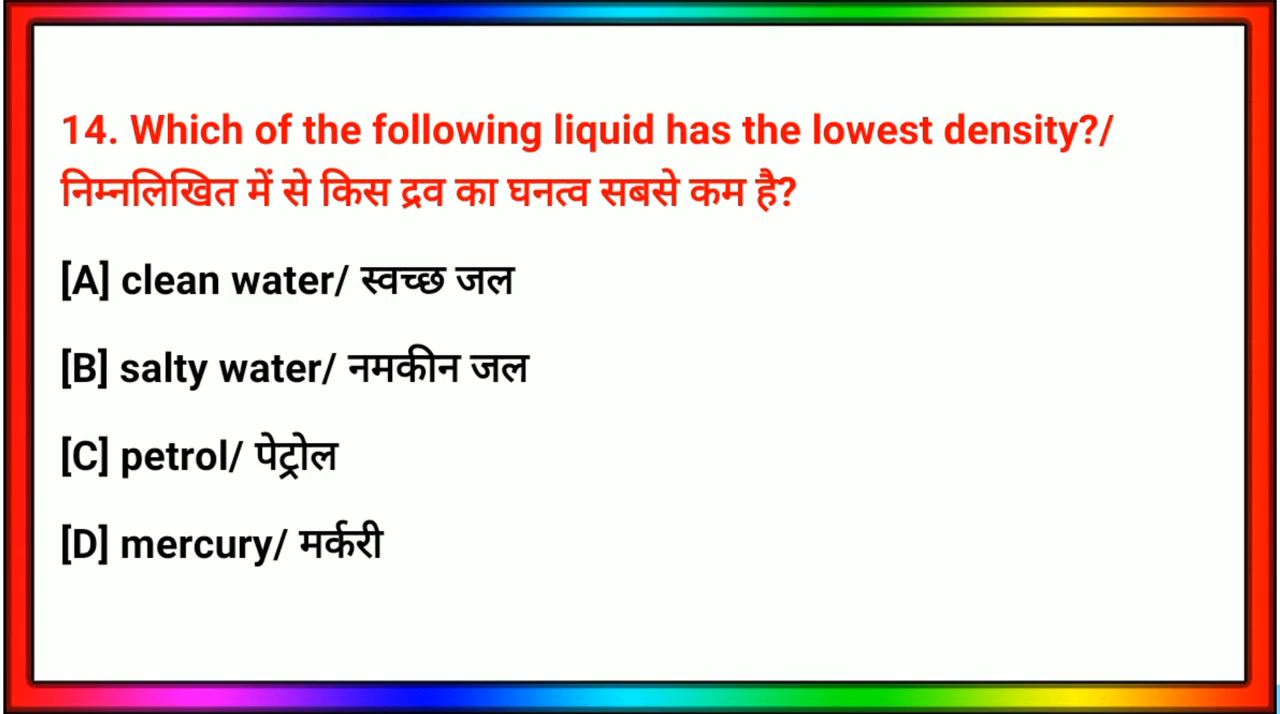 14. Which of the following liquid has the lowest density?/
निम्नलिखित में से किस द्रव का घनत्व सबसे कम है?
[A] clean water/ स्वच्छ जल
[B] salty water/ नमकीन जल
[C] petrol/ पेट्रोल
[D] mercury/ मर्करी